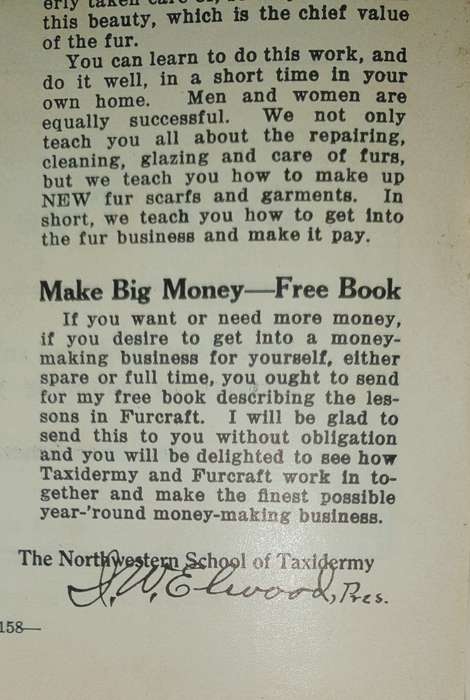 erly taken care of,
this beauty, which is the chief value
of the fur.
You can learn to do this work, and
do it well, in a short time in your
own home. Men and women are
equally successful. We not only
teach you all about the repairing,
cleaning, glazing and care of furs,
but we teach you how to make up
NEW fur scarfs and garments. In
short, we teach you how to get into
the fur business and make it pay.
Make Big Money—Free Book
If you want or need more money,
if you desire to get into a money-
making business for yourself, either
spare or full time, you ought to send
for my free book describing the les-
sons in Furcraft. I will be glad to
send this to you without obligation
and you will be delighted to see how
Taxidermy and Furcraft work in to-
gether and make the finest possible
year-'round money-making business.
The Northwestern School of Taxidermy
J. W. Elwood, Pres.
158—